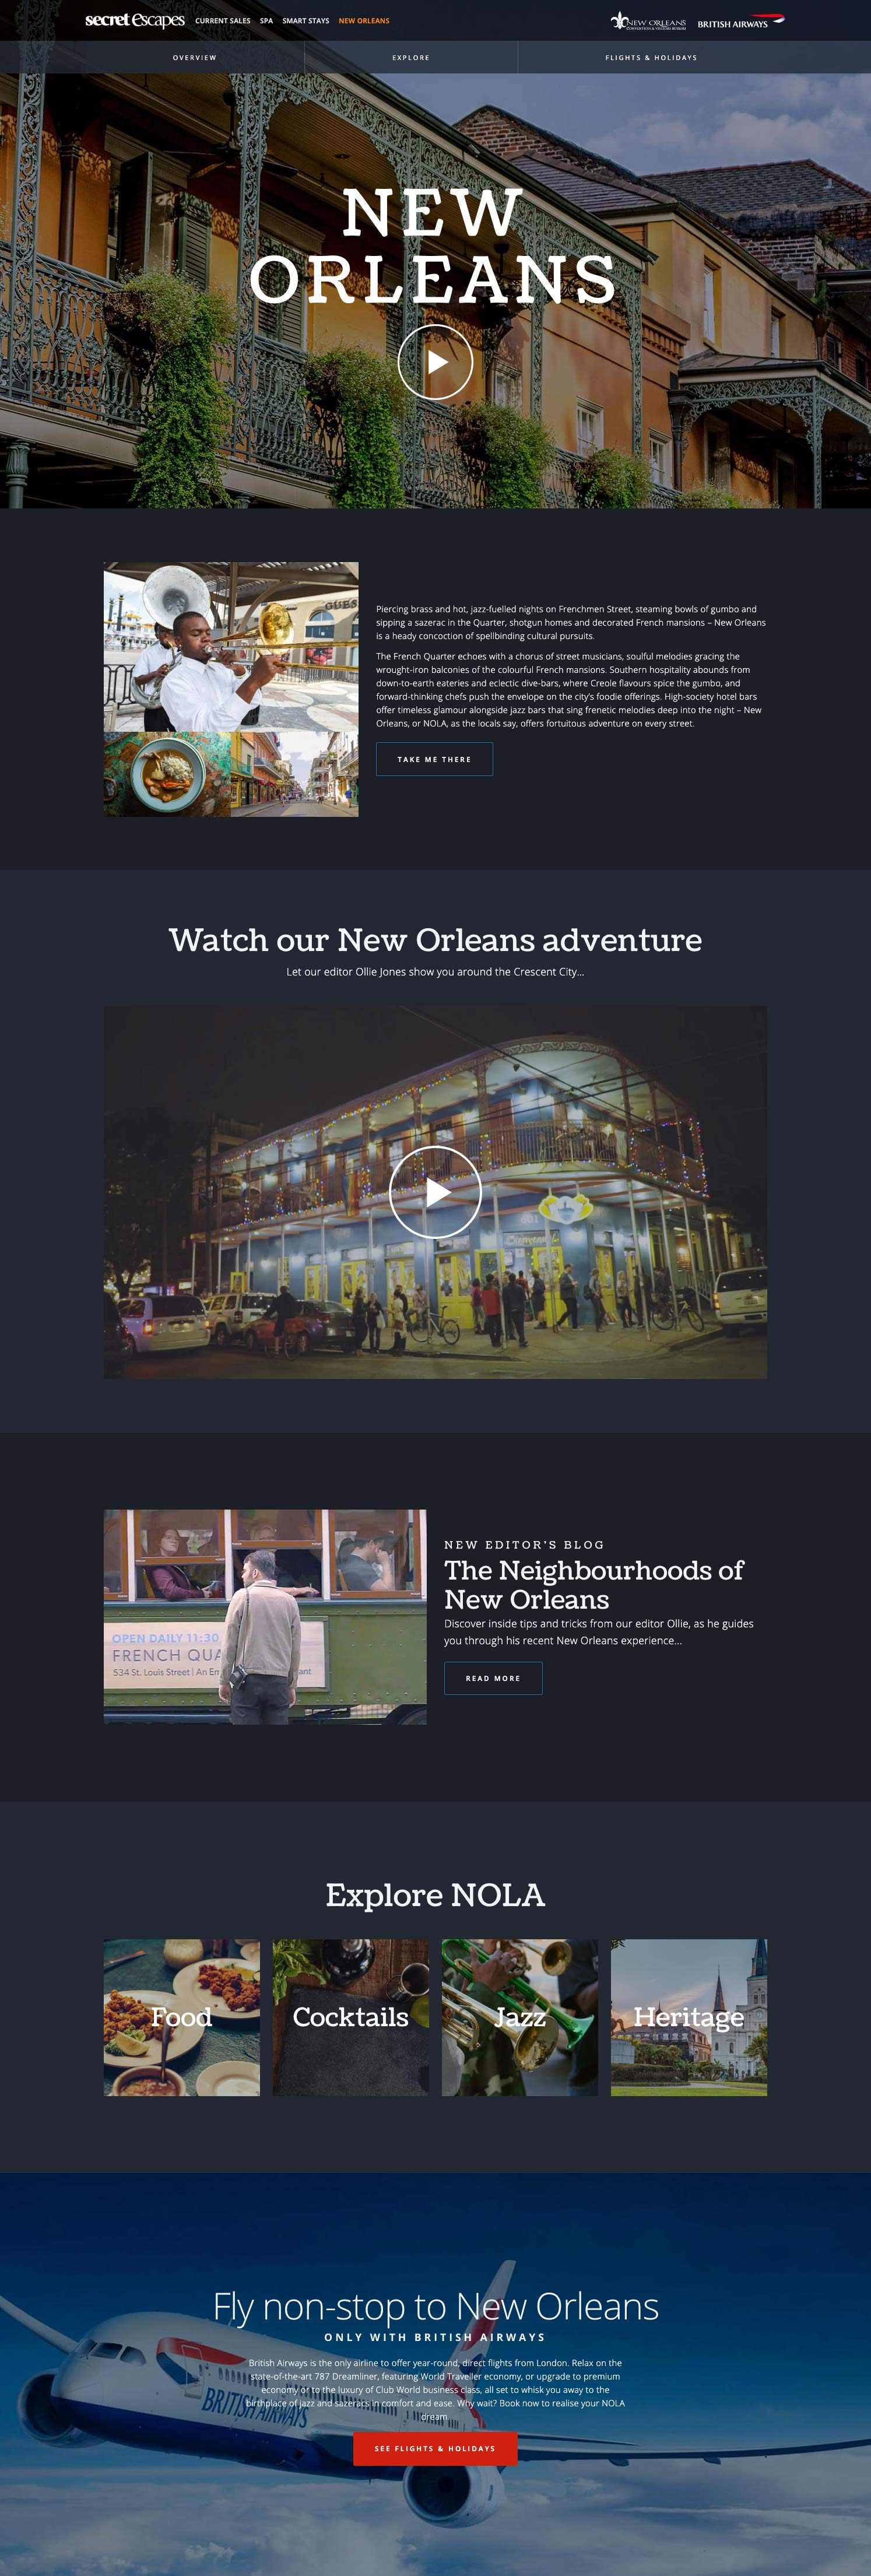 secret Escapes
CURRENT SALES SPA SMART STAYS NEW ORLEANS
NEW ORLEANS
CONVENTION & VISITORS BUREAU
BRITISH AIRWAYS
OVERVIEW
EXPLORE
FLIGHTS & HOLIDAYS
NEW
ORLEANS
GUES
Piercing brass and hot, jazz-fuelled nights on Frenchmen Street, steaming bowls of gumbo and
sipping a sazerac in the Quarter, shotgun homes and decorated French mansions – New Orleans
is a heady concoction of spellbinding cultural pursuits.
The French Quarter echoes with a chorus of street musicians, soulful melodies gracing the
wrought-iron balconies of the colourful French mansions. Southern hospitality abounds from
down-to-earth eateries and eclectic dive-bars, where Creole flavours spice the gumbo, and
forward-thinking chefs push the envelope on the city's foodie offerings. High-society hotel bars
offer timeless glamour alongside jazz bars that sing frenetic melodies deep into the night – New
Orleans, or NOLA, as the locals say, offers fortuitous adventure on every street.
TAKE ME THERE
Watch our New Orleans adventure
Let our editor Ollie Jones show you around the Crescent City...
601
OPEN DAILY 11:30
FRENCH QUA
534 St. Louis Street | An Em
ant
NEW EDITOR'S BLOG
The Neighbourhoods of
New Orleans
Discover inside tips and tricks from our editor Ollie, as he guides
you through his recent New Orleans experience...
READ MORE
Explore NOLA
Food
Cocktails
Jazz
Heritage
Fly non-stop to New Orleans
ONLY WITH BRITISH AIRWAYS
British Airways is the only airline to offer year-round, direct flights from London. Relax on the
state-of-the-art 787 Dreamliner, featuring World Traveller economy, or upgrade to premium
economy or to the luxury of Club World business class, all set to whisk you away to the
birthplace of jazz and sazeracs in comfort and ease. Why wait? Book now to realise your NOLA
dream
BRITISH AIRWAYS
SEE FLIGHTS & HOLIDAYS